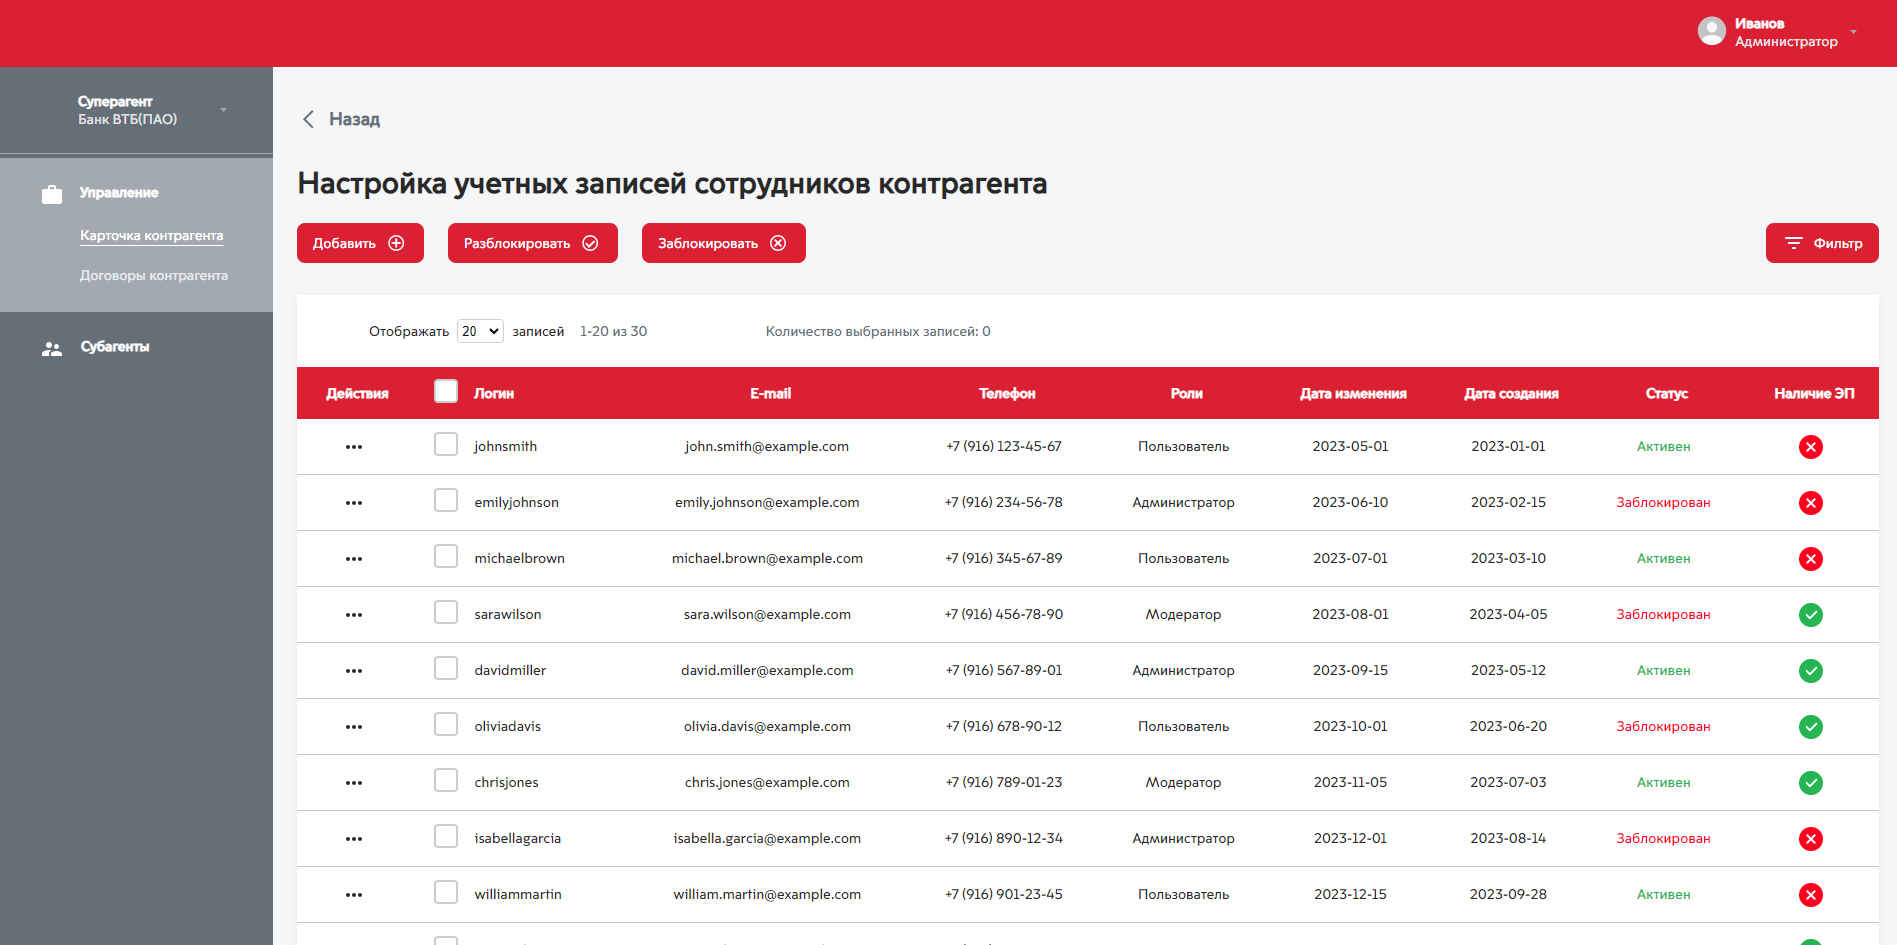 Иванов
Администратор
Суперагент
Банк ВТБ(ПАО)
Управление
Карточка контрагента
Договоры контрагента
Субагенты
Назад
Настройка учетных записей сотрудников контрагента
Добавить Разблокировать Заблокировать Фильтр
Отображать 20 записей 1-20 из 30 Количество выбранных записей: 0
Действия Логин E-mail Телефон Роли Дата изменения Дата создания Статус Наличие ЭП
johnsmith john.smith@example.com +7 (916) 123-45-67 Пользователь 2023-05-01 2023-01-01 Активен
emilyjohnson emily.johnson@example.com +7 (916) 234-56-78 Администратор 2023-06-10 2023-02-15 Заблокирован
michaelbrown michael.brown@example.com +7 (916) 345-67-89 Пользователь 2023-07-01 2023-03-10 Активен
sarawilson sara.wilson@example.com +7 (916) 456-78-90 Модератор 2023-08-01 2023-04-05 Заблокирован
davidmiller david.miller@example.com +7 (916) 567-89-01 Администратор 2023-09-15 2023-05-12 Активен
oliviadavis olivia.davis@example.com +7 (916) 678-90-12 Пользователь 2023-10-01 2023-06-20 Заблокирован
chrisjones chris.jones@example.com +7 (916) 789-01-23 Модератор 2023-11-05 2023-07-03 Активен
isabellagarcia isabella.garcia@example.com +7 (916) 890-12-34 Администратор 2023-12-01 2023-08-14 Заблокирован
williammartin william.martin@example.com +7 (916) 901-23-45 Пользователь 2023-12-15 2023-09-28 Активен